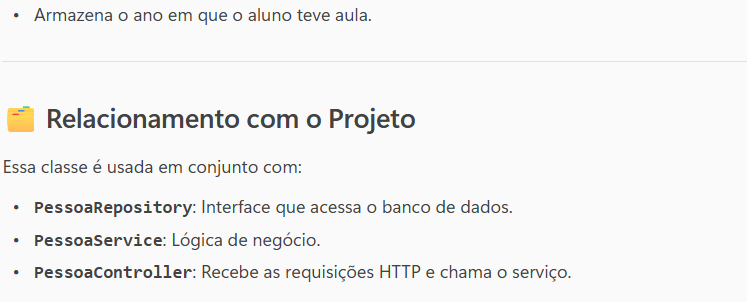 • Armazena o ano em que o aluno teve aula.
Relacionamento com o Projeto
Essa classe é usada em conjunto com:
• PessoaRepository: Interface que acessa o banco de dados.
• PessoaService: Lógica de negócio.
• PessoaController: Recebe as requisições HTTP e chama o serviço.